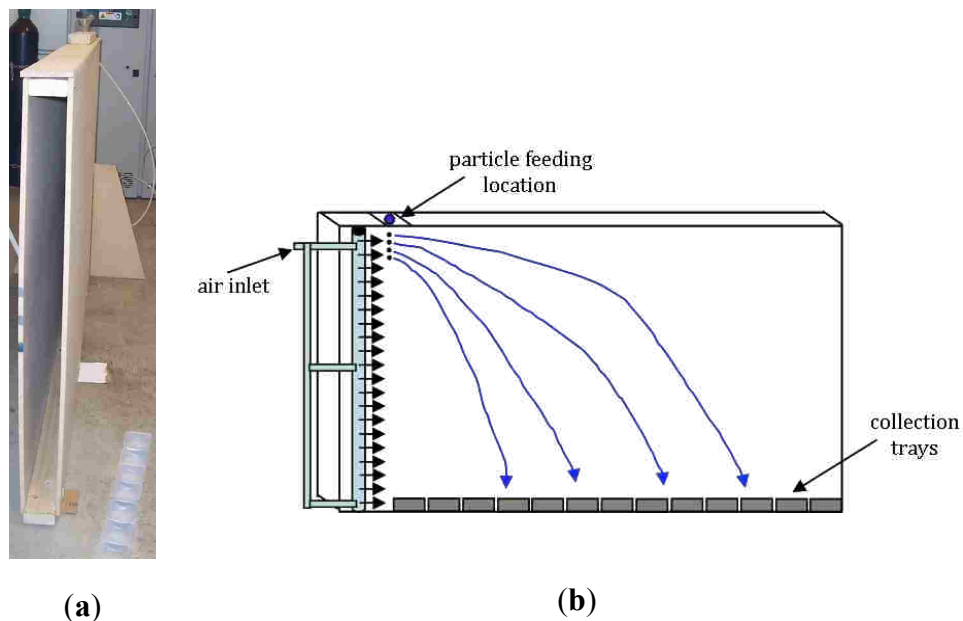 particle feeding
location
air inlet
collection
trays
(a)
(b)